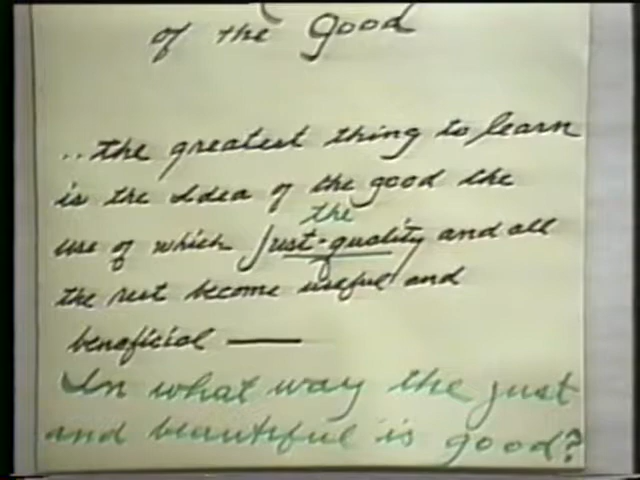 of the Good
..the greatest thing to learn
is the Idea of the good the
the
use of which just-quality and all
the rest become useful and
beneficial —
In what way the just
and beautiful is good?